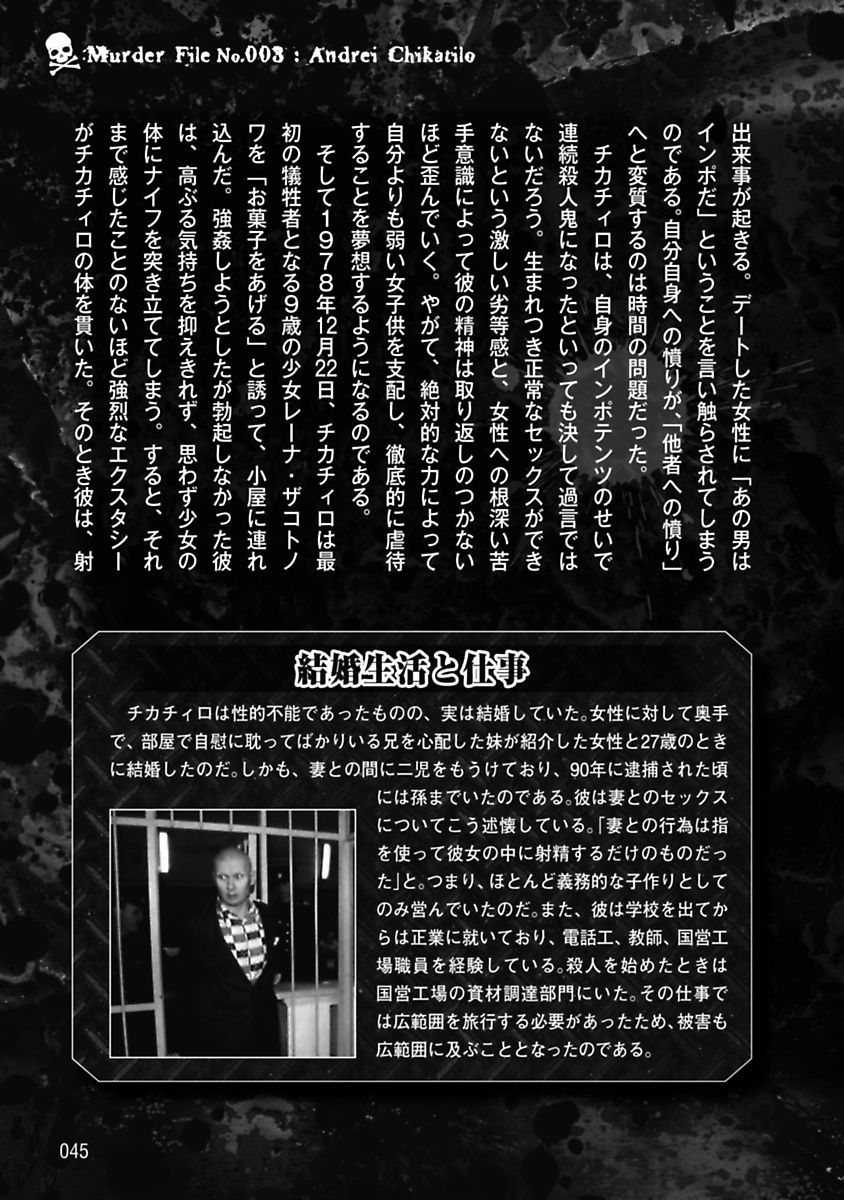 Murder File No.003 : Andrei Chikatilo
出来事が起きる。デートした女性に「あの男は
インポだ」ということを言い触らされてしまう
のである。自分自身への憤りが、「他者への憤り」
へと変質するのは時間の問題だった。
チカチィロは、自身のインポテンツのせいで
連続殺人鬼になったといっても決して過言では
ないだろう。生まれつき正常なセックスができ
ないという激しい劣等感と、女性への根深い苦
手意識によって彼の精神は取り返しのつかない
ほど歪んでいく。やがて、絶対的な力によって
自分よりも弱い女子供を支配し、徹底的に虐待
することを夢想するようになるのである。
そして1978年12月22日、チカチィロは最
初の犠牲者となる9歳の少女レーナ・ザコトノ
ワを「お菓子をあげる」と誘って、小屋に連れ
込んだ。強姦しようとしたが勃起しなかった彼
は、高ぶる気持ちを抑えきれず、思わず少女の
体にナイフを突き立ててしまう。すると、それ
まで感じたことのないほど強烈なエクスタシー
がチカチィロの体を貫いた。そのとき彼は、射
結婚生活と仕事
チカチィロは性的不能であったものの、実は結婚していた。女性に対して奥手
で、部屋で自慰に耽ってばかりいる兄を心配した妹が紹介した女性と27歳のとき
に結婚したのだ。しかも、妻との間に二児をもうけており、90年に逮捕された頃
には孫までいたのである。彼は妻とのセックス
についてこう述懐している。「妻との行為は指
を使って彼女の中に射精するだけのものだっ
た」と。つまり、ほとんど義務的な子作りとして
のみ営んでいたのだ。また、彼は学校を出てか
らは正業に就いており、電話工、教師、国営工
場職員を経験している。殺人を始めたときは
国営工場の資材調達部門にいた。その仕事で
は広範囲を旅行する必要があったため、被害も
広範囲に及ぶこととなったのである。
045